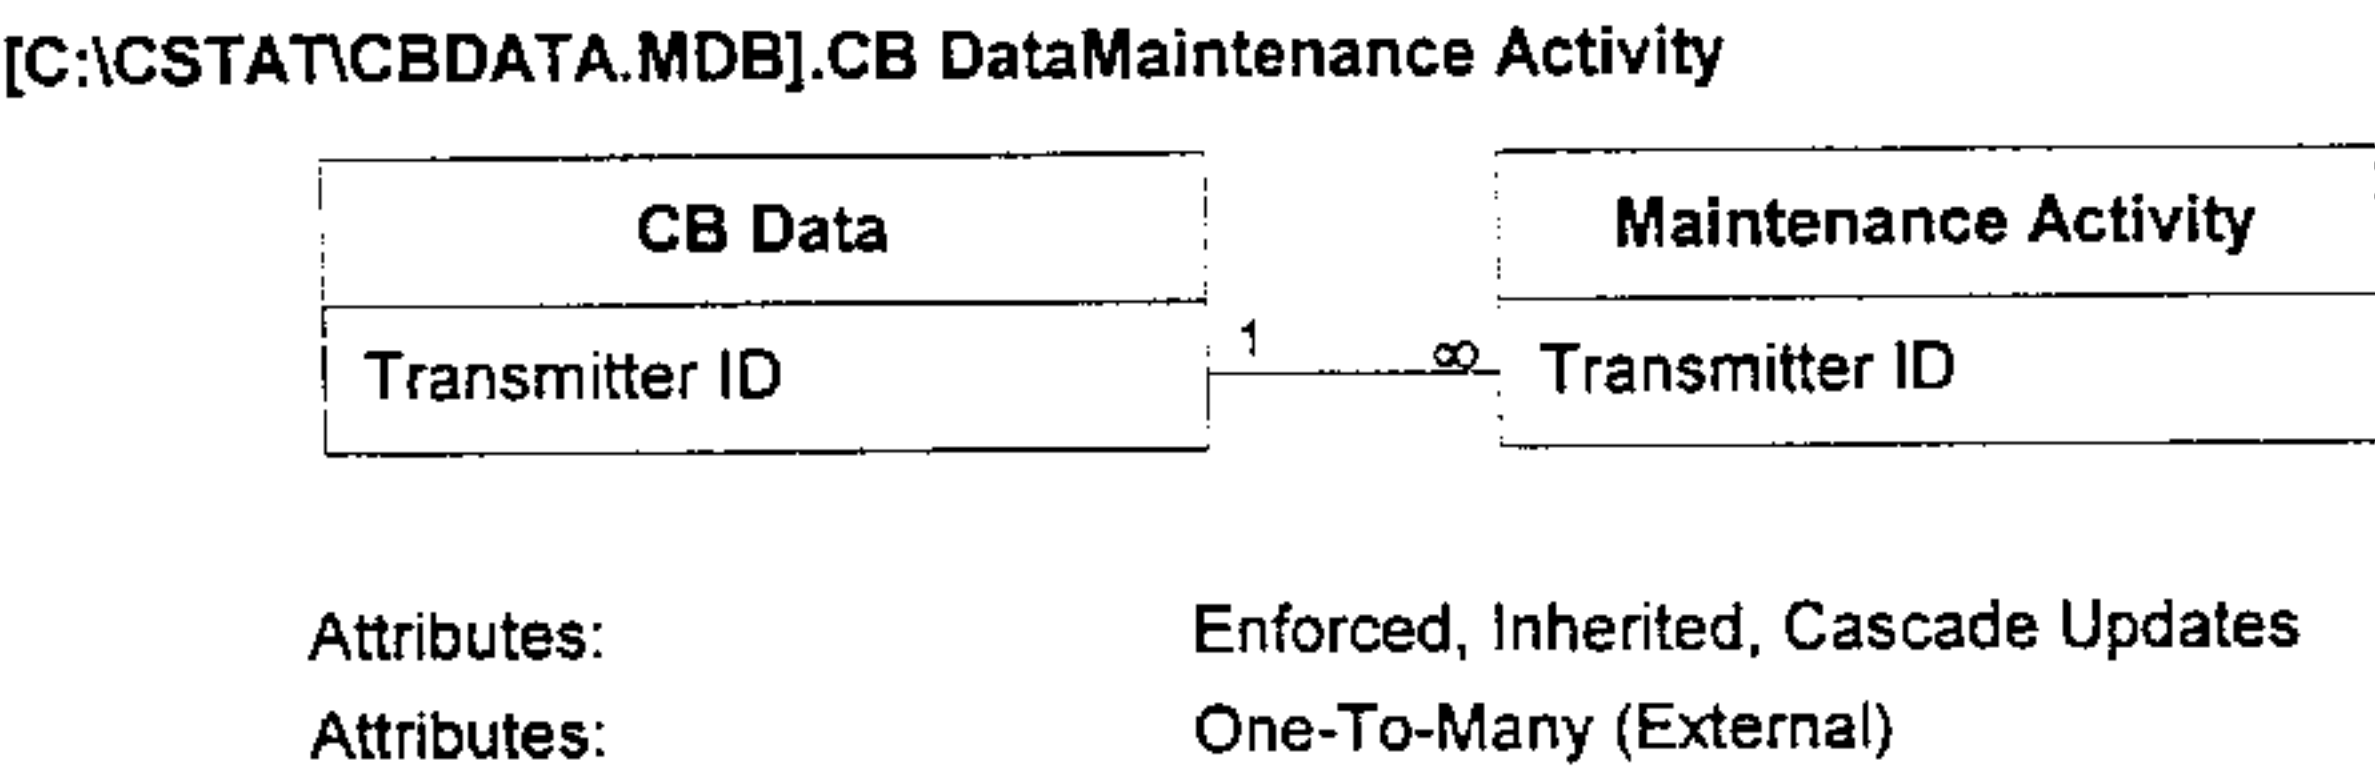 [C:\CSTAT\CBDATA.MDB].CB DataMaintenance Activity
CB Data Maintenance Activity
1 ∞
Transmitter ID Transmitter ID
Attributes: Enforced, Inherited, Cascade Updates
Attributes: One-To-Many (External)